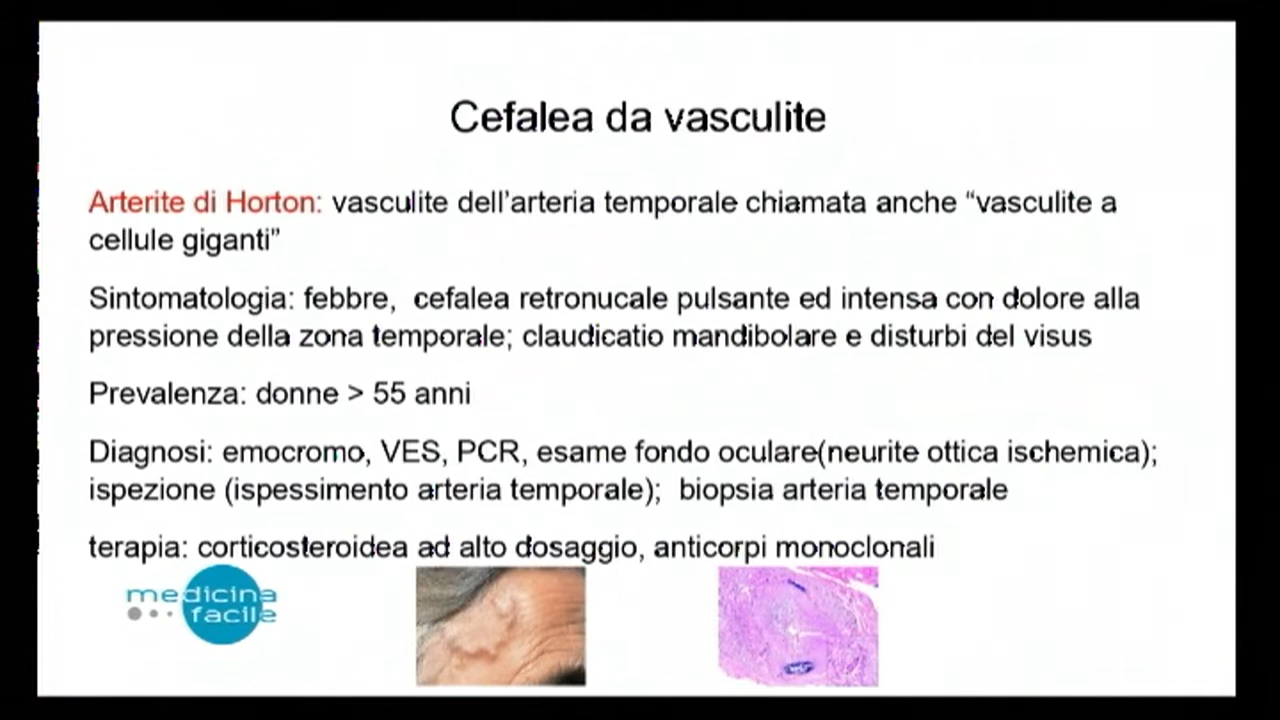 Cefalea da vasculite
Arterite di Horton: vasculite dell’arteria temporale chiamata anche “vasculite a
cellule giganti”
Sintomatologia: febbre,  cefalea retronucale pulsante ed intensa con dolore alla
pressione della zona temporale; claudicatio mandibolare e disturbi del visus
Prevalenza: donne > 55 anni
Diagnosi: emocromo, VES, PCR, esame fondo oculare(neurite ottica ischemica);
ispezione (ispessimento arteria temporale);  biopsia arteria temporale
terapia: corticosteroidea ad alto dosaggio, anticorpi monoclonali
medicina
facile